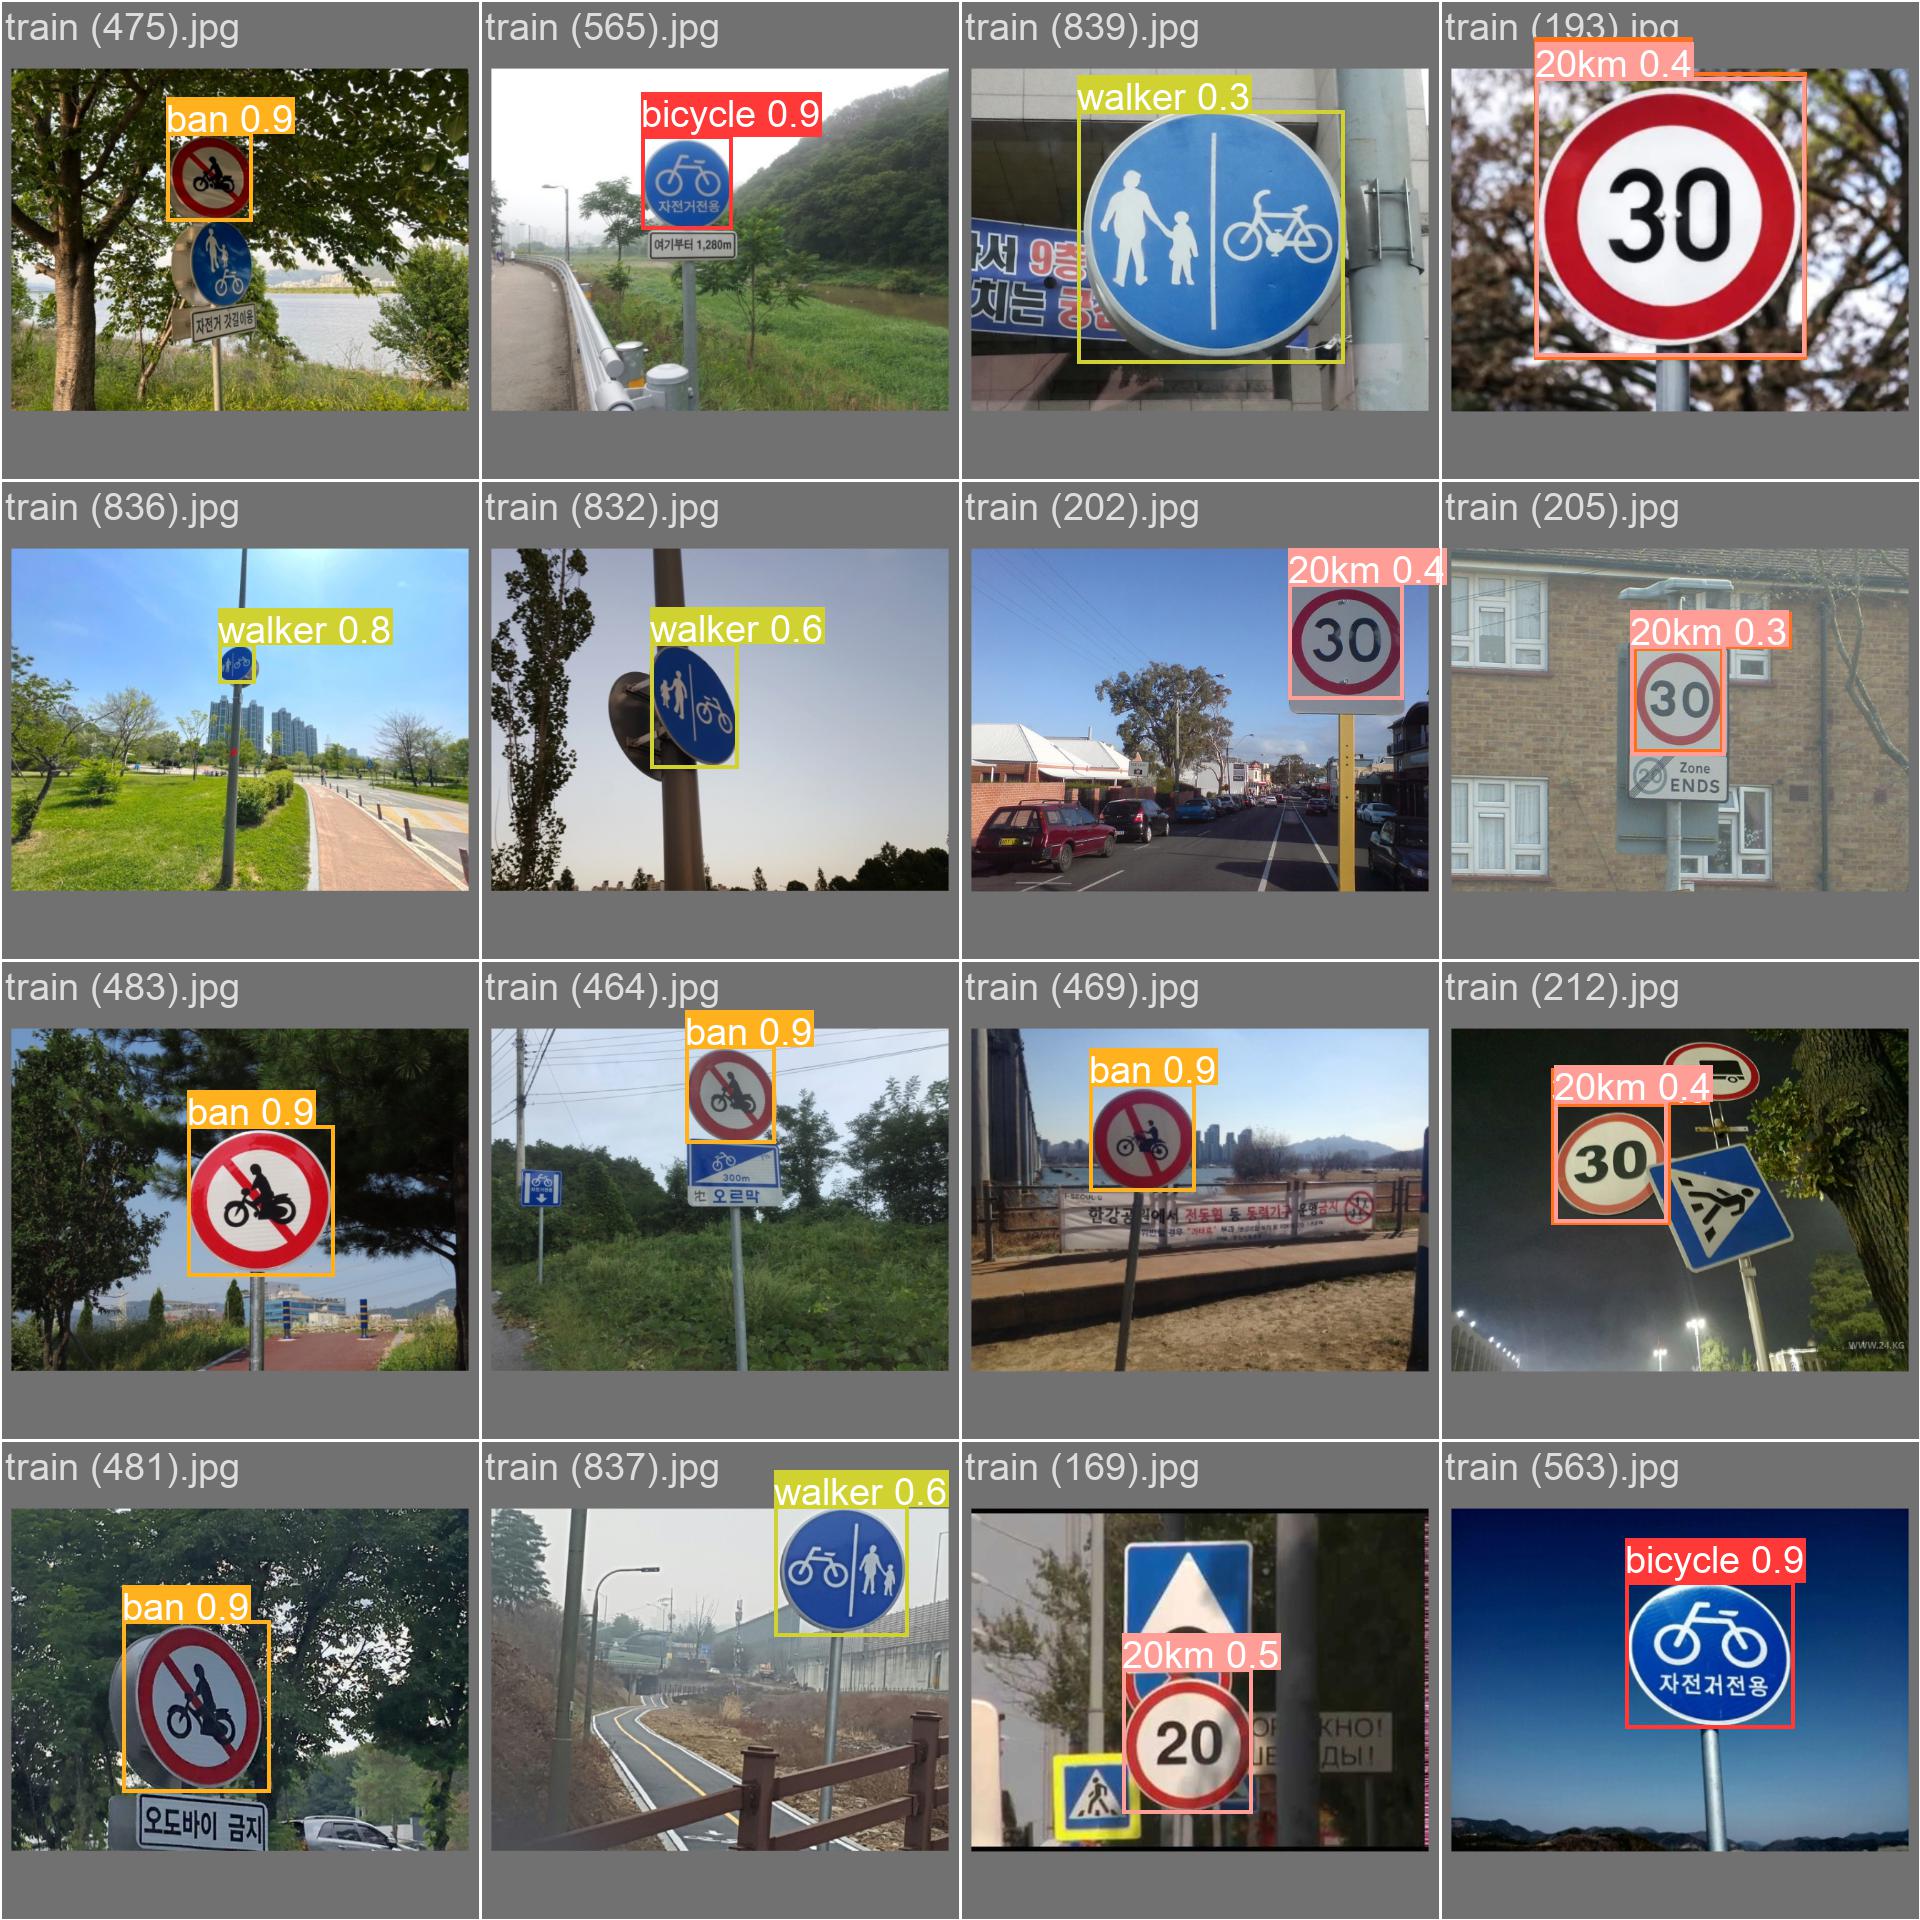 train (475).jpg
ban 0.9
자전거 갓길이용
train (565).jpg
bicycle 0.9
자전거전용
여기부터 1,280m
train (839).jpg
walker 0.3
서 9층
치는
train (193).jpg
20km 0.4
30
train (836).jpg
walker 0.8
train (832).jpg
walker 0.6
train (202).jpg
20km 0.4
30
train (205).jpg
20km 0.3
30
20 Zone
ENDS
train (483).jpg
ban 0.9
train (464).jpg
ban 0.9
자전거전용
300m
오르막
train (469).jpg
ban 0.9
한강공원에서 전동휠 등 동력기구 운행금지
train (212).jpg
20km 0.4
30
WWW.24.KG
train (481).jpg
ban 0.9
오도바이 금지
train (837).jpg
walker 0.6
train (169).jpg
20km 0.5
20
train (563).jpg
bicycle 0.9
자전거전용